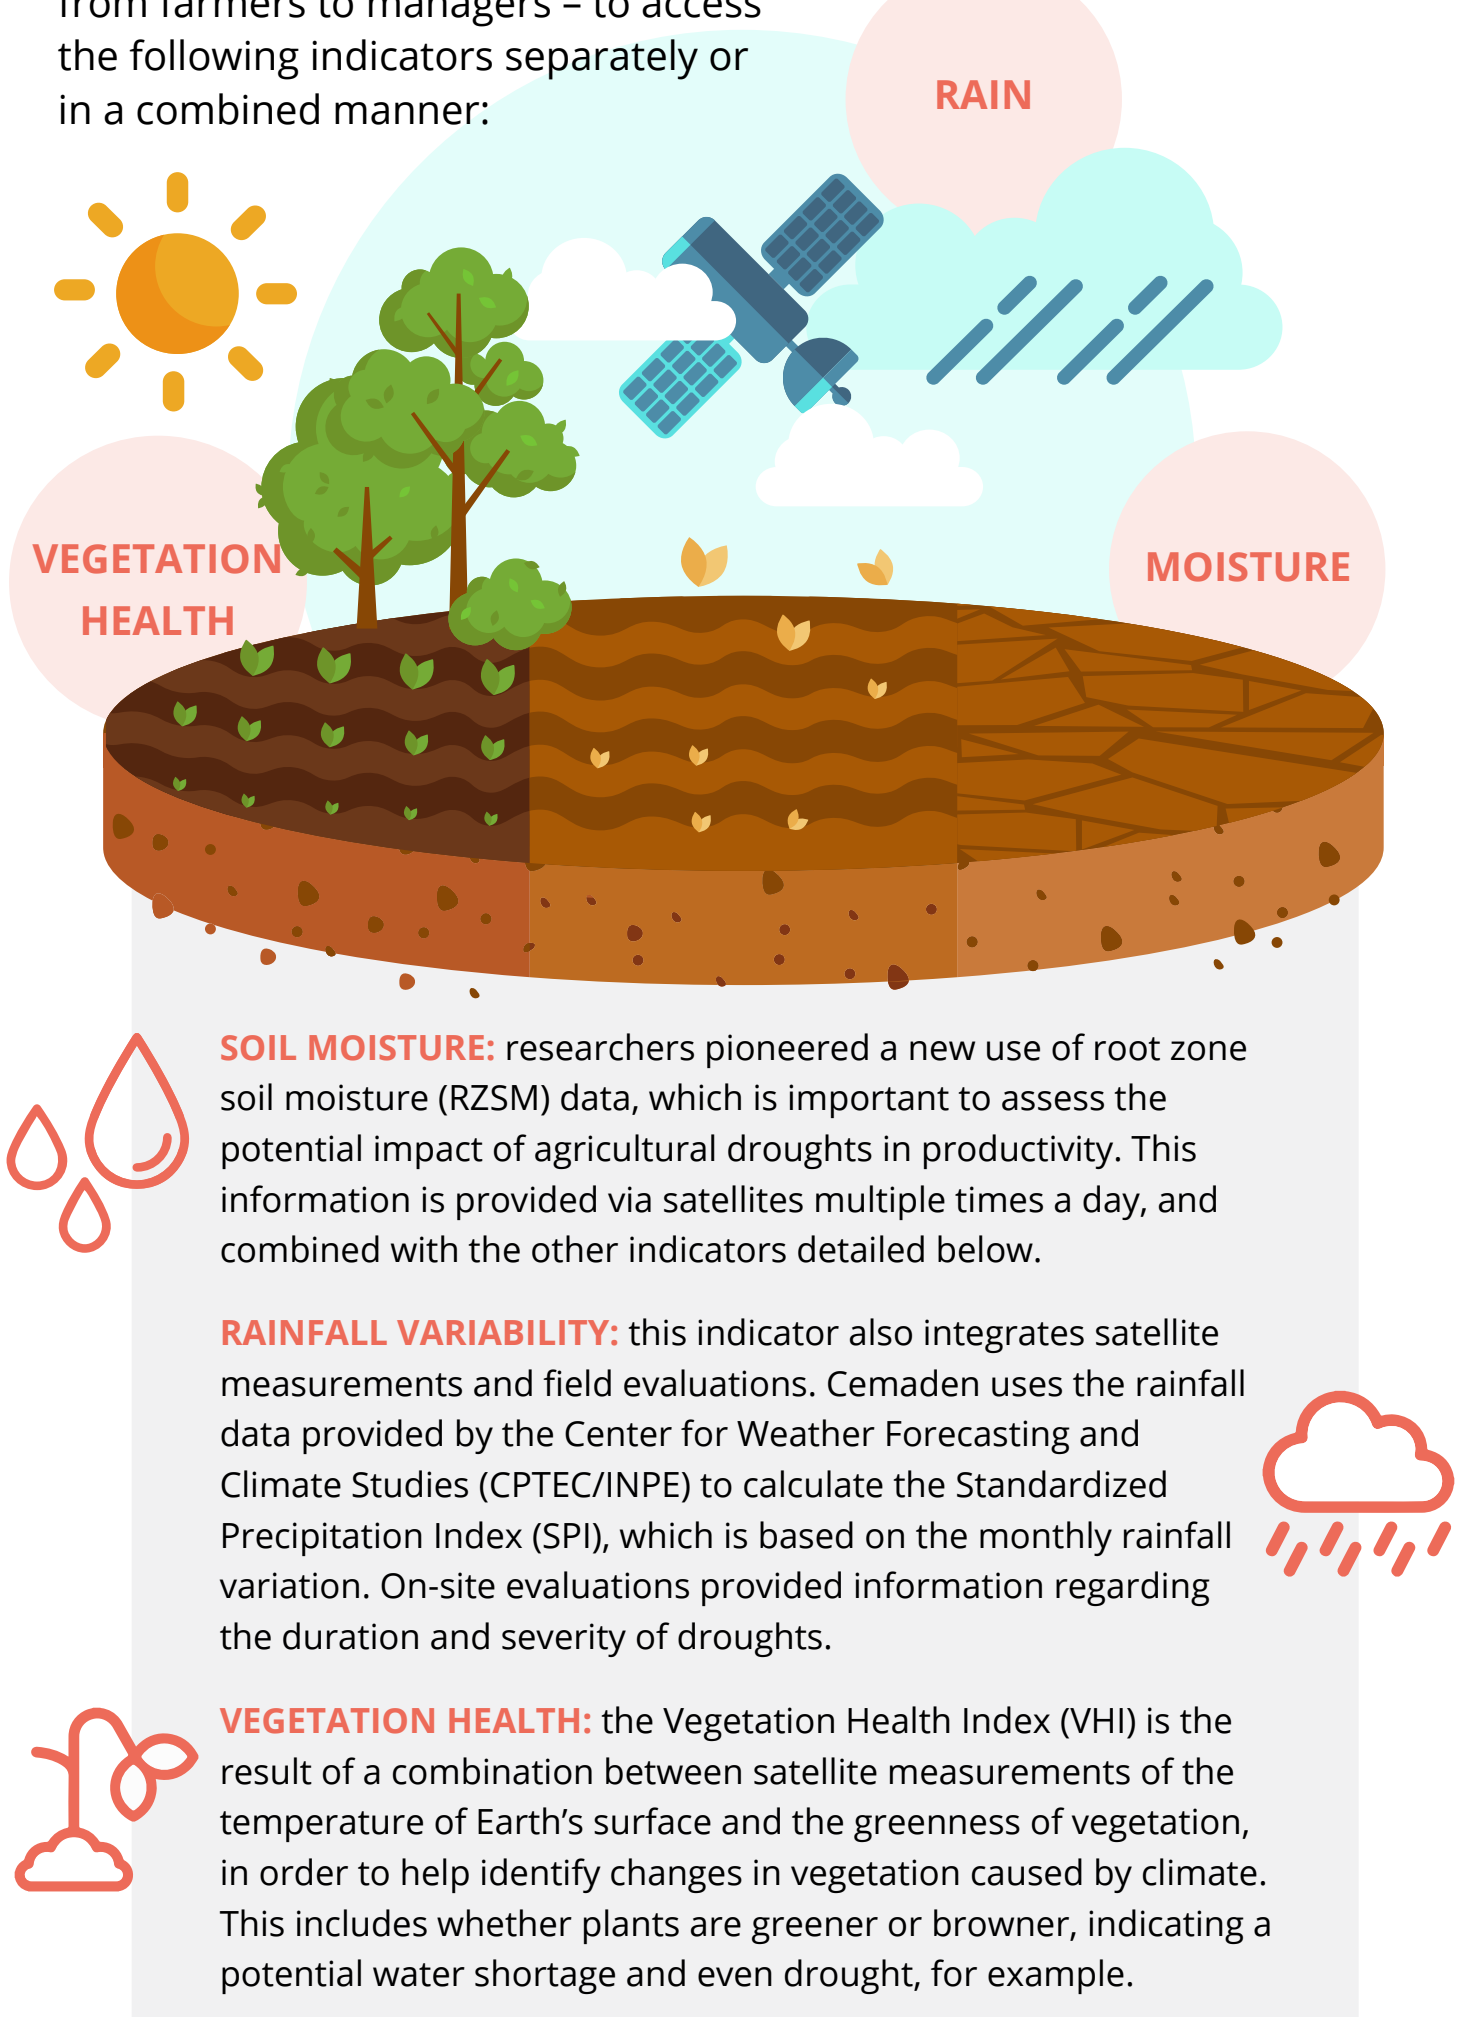 from farmers to managers – to access
the following indicators separately or
in a combined manner:
RAIN
VEGETATION
HEALTH
MOISTURE
SOIL MOISTURE: researchers pioneered a new use of root zone
soil moisture (RZSM) data, which is important to assess the
potential impact of agricultural droughts in productivity. This
information is provided via satellites multiple times a day, and
combined with the other indicators detailed below.
RAINFALL VARIABILITY: this indicator also integrates satellite
measurements and field evaluations. Cemaden uses the rainfall
data provided by the Center for Weather Forecasting and
Climate Studies (CPTEC/INPE) to calculate the Standardized
Precipitation Index (SPI), which is based on the monthly rainfall
variation. On-site evaluations provided information regarding
the duration and severity of droughts.
VEGETATION HEALTH: the Vegetation Health Index (VHI) is the
result of a combination between satellite measurements of the
temperature of Earth’s surface and the greenness of vegetation,
in order to help identify changes in vegetation caused by climate.
This includes whether plants are greener or browner, indicating a
potential water shortage and even drought, for example.